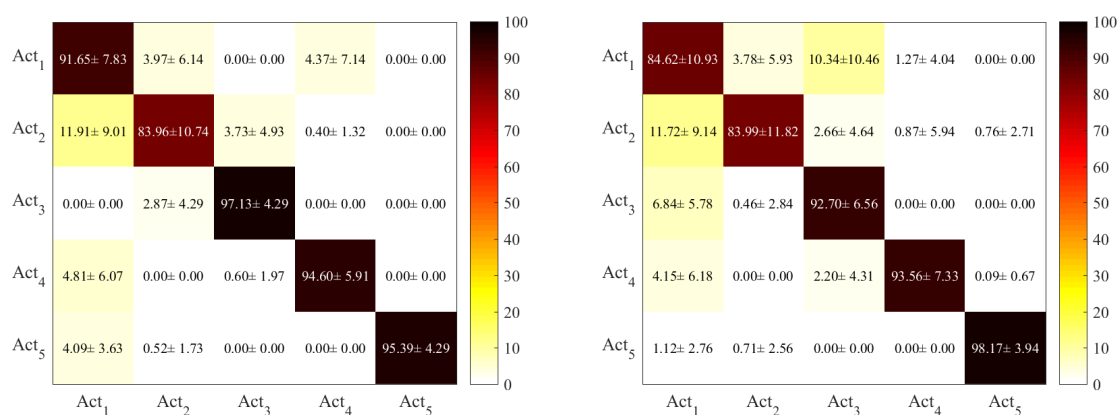 100
90
80
70
60
50
40
30
20
10
0
Act1 91.65± 7.83 3.97± 6.14 0.00± 0.00 4.37± 7.14 0.00± 0.00
Act2 11.91± 9.01 83.96±10.74 3.73± 4.93 0.40± 1.32 0.00± 0.00
Act3 0.00± 0.00 2.87± 4.29 97.13± 4.29 0.00± 0.00 0.00± 0.00
Act4 4.81± 6.07 0.00± 0.00 0.60± 1.97 94.60± 5.91 0.00± 0.00
Act5 4.09± 3.63 0.52± 1.73 0.00± 0.00 0.00± 0.00 95.39± 4.29
Act1 Act2 Act3 Act4 Act5
100
90
80
70
60
50
40
30
20
10
0
Act1 84.62±10.93 3.78± 5.93 10.34±10.46 1.27± 4.04 0.00± 0.00
Act2 11.72± 9.14 83.99±11.82 2.66± 4.64 0.87± 5.94 0.76± 2.71
Act3 6.84± 5.78 0.46± 2.84 92.70± 6.56 0.00± 0.00 0.00± 0.00
Act4 4.15± 6.18 0.00± 0.00 2.20± 4.31 93.56± 7.33 0.09± 0.67
Act5 1.12± 2.76 0.71± 2.56 0.00± 0.00 0.00± 0.00 98.17± 3.94
Act1 Act2 Act3 Act4 Act5